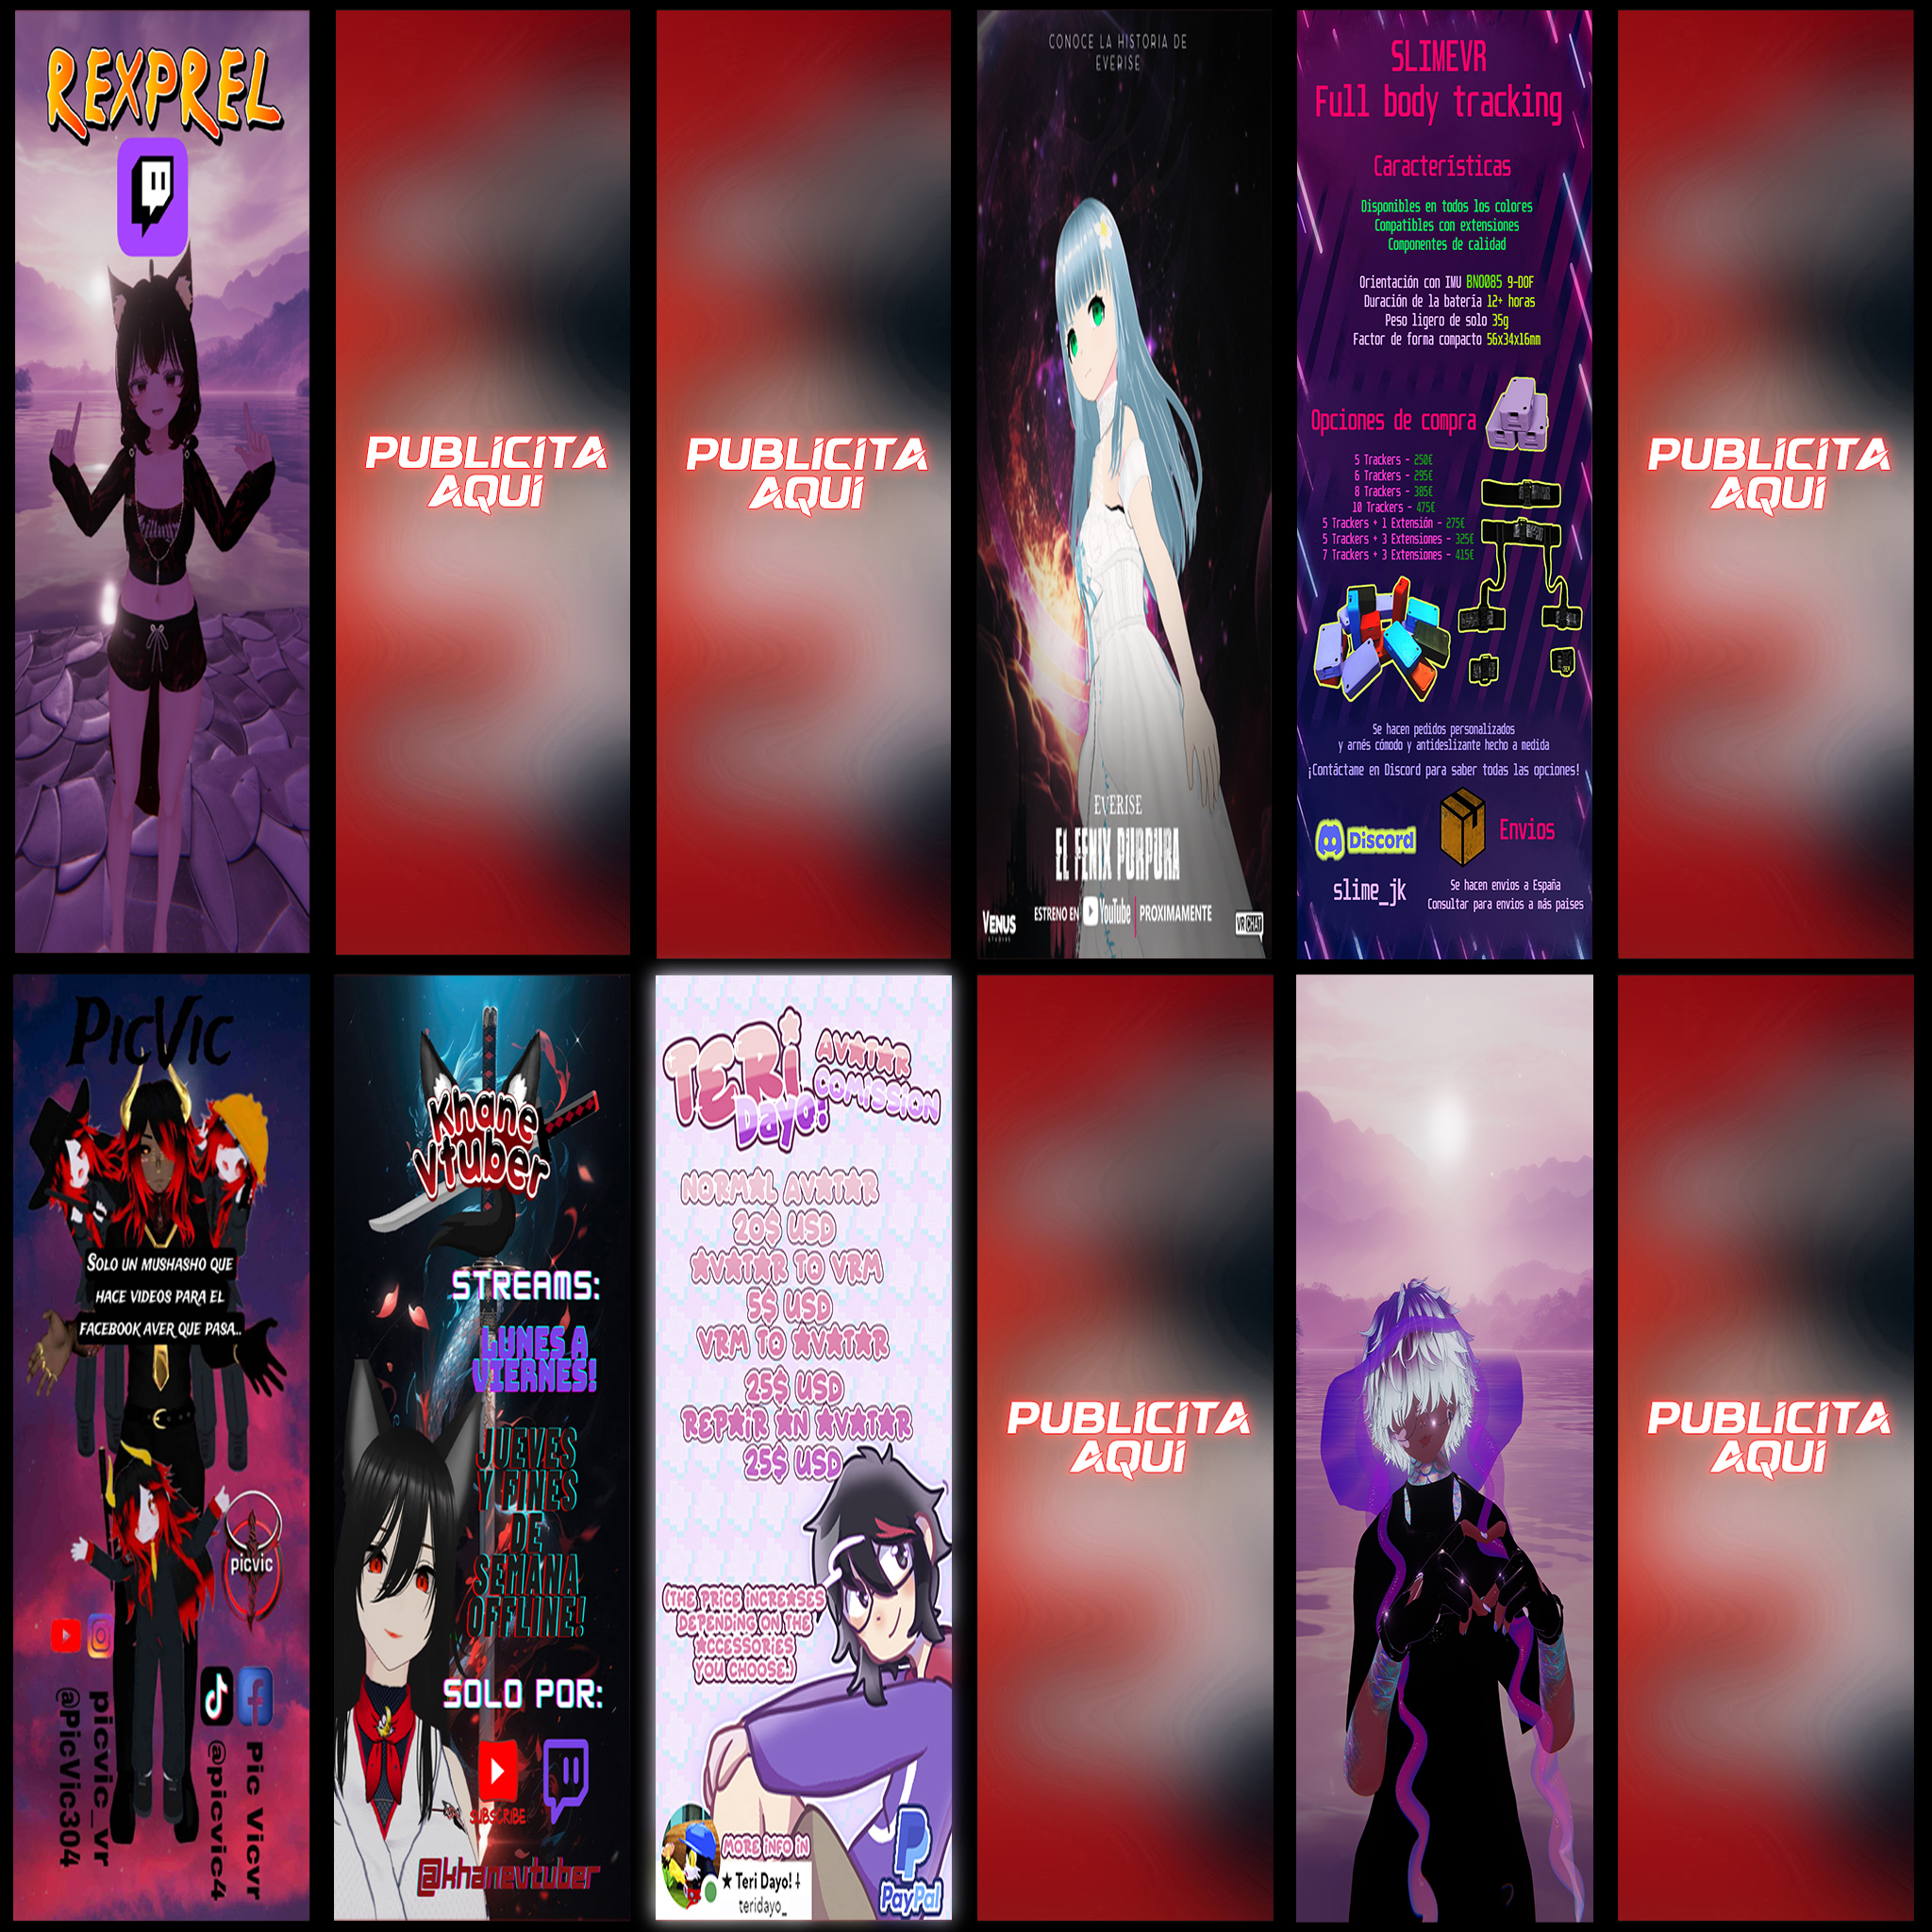 REXPREL
PUBLICITA
AQUI
PUBLICITA
AQUI
CONOCE LA HISTORIA DE
EVERISE
EVERISE
EL FENIX PURPURA
VENUS
STUDIOS
ESTRENO EN YouTube PROXIMAMENTE
VRCHAT
SLIMEVR
Full body tracking
Características
Disponibles en todos los colores
Compatibles con extensiones
Componentes de calidad
Orientación con IMU BNO085 9-DOF
Duración de la batería 12+ horas
Peso ligero de solo 35g
Factor de forma compacto 56x34x16mm
Opciones de compra
5 Trackers - 250€
6 Trackers - 295€
8 Trackers - 385€
10 Trackers - 475€
5 Trackers + 1 Extensión - 275€
5 Trackers + 3 Extensiones - 325€
7 Trackers + 3 Extensiones - 415€
Se hacen pedidos personalizados
y arnés cómodo y antideslizante hecho a medida
¡Contáctame en Discord para saber todas las opciones!
Discord
slime_jk
Envios
Se hacen envios a España
Consultar para envios a más paises
PUBLICITA
AQUI
PICVIC
SOLO UN MUSHASHO QUE
HACE VIDEOS PARA EL
FACEBOOK AVER QUE PASA...
picvic
@PicVic304
picvic_vr
@picvic4
Pic Vicvr
Khane
Vtuber
STREAMS:
LUNES A
VIERNES!
JUEVES
Y FINES
DE
SEMANA
OFFLINE!
SOLO POR:
SUBSCRIBE
@khanevtuber
TERI
Dayo!
AVATAR
COMISSION
NORMAL AVATAR
20$ USD
AVATAR TO VRM
5$ USD
VRM TO AVATAR
25$ USD
REPAIR AN AVATAR
25$ USD
(THE PRICE INCREASES
DEPENDING ON THE
ACCESSORIES
YOU CHOOSE.)
MORE INFO IN
★ Teri Dayo! ⸸
teridayo_
PayPal
PUBLICITA
AQUI
PUBLICITA
AQUI